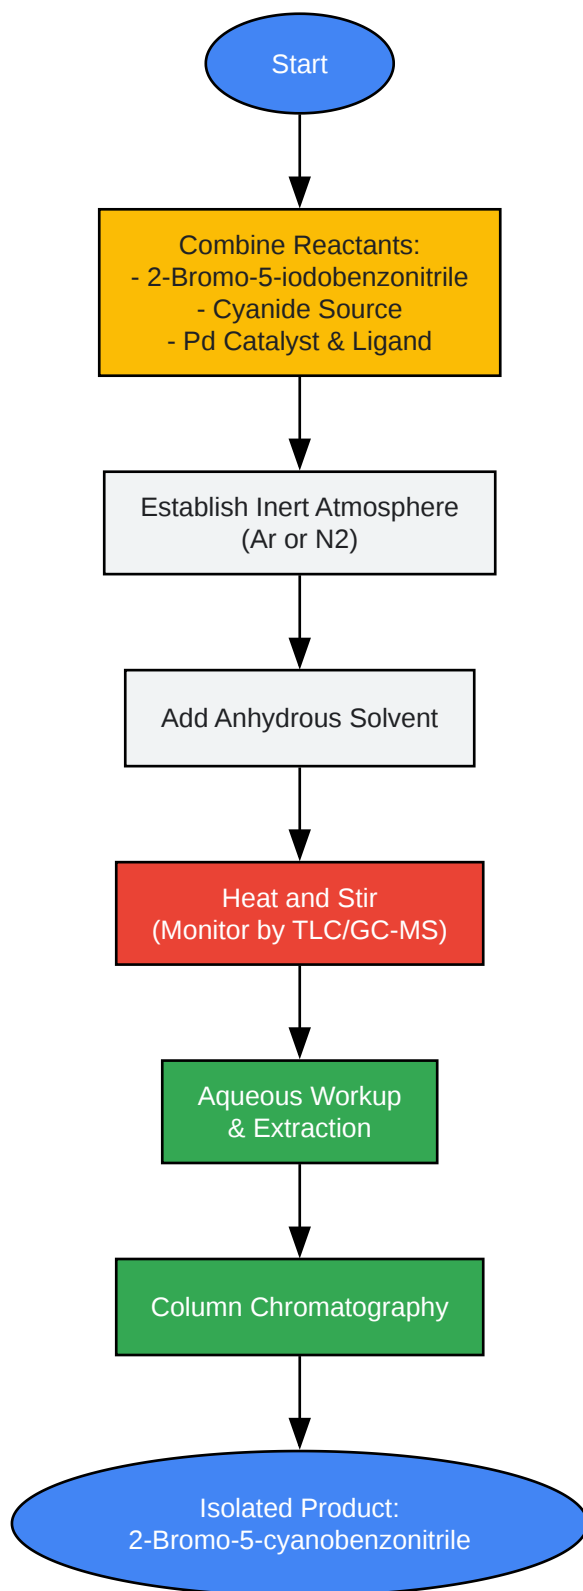 Start
Combine Reactants:
- 2-Bromo-5-iodobenzonitrile
- Cyanide Source
- Pd Catalyst & Ligand
Establish Inert Atmosphere
(Ar or N2)
Add Anhydrous Solvent
Heat and Stir
(Monitor by TLC/GC-MS)
Aqueous Workup
& Extraction
Column Chromatography
Isolated Product:
2-Bromo-5-cyanobenzonitrile